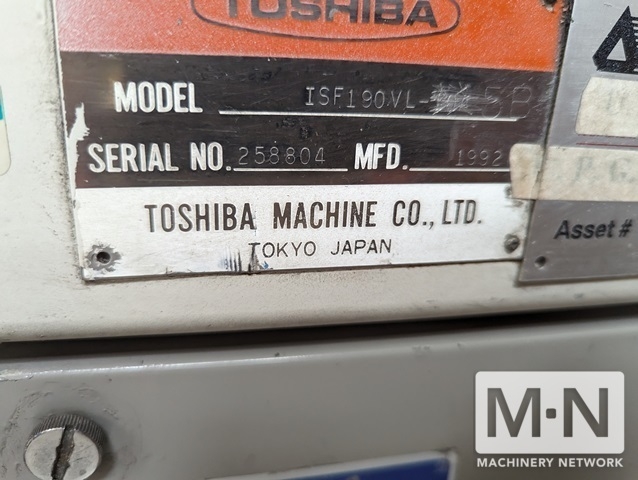 TOSHIBA
MODEL ISF190VL- 5P
SERIAL NO. 258804 MFD. 1992
TOSHIBA MACHINE CO., LTD.
TOKYO JAPAN
Asset #
M·N
MACHINERY NETWORK